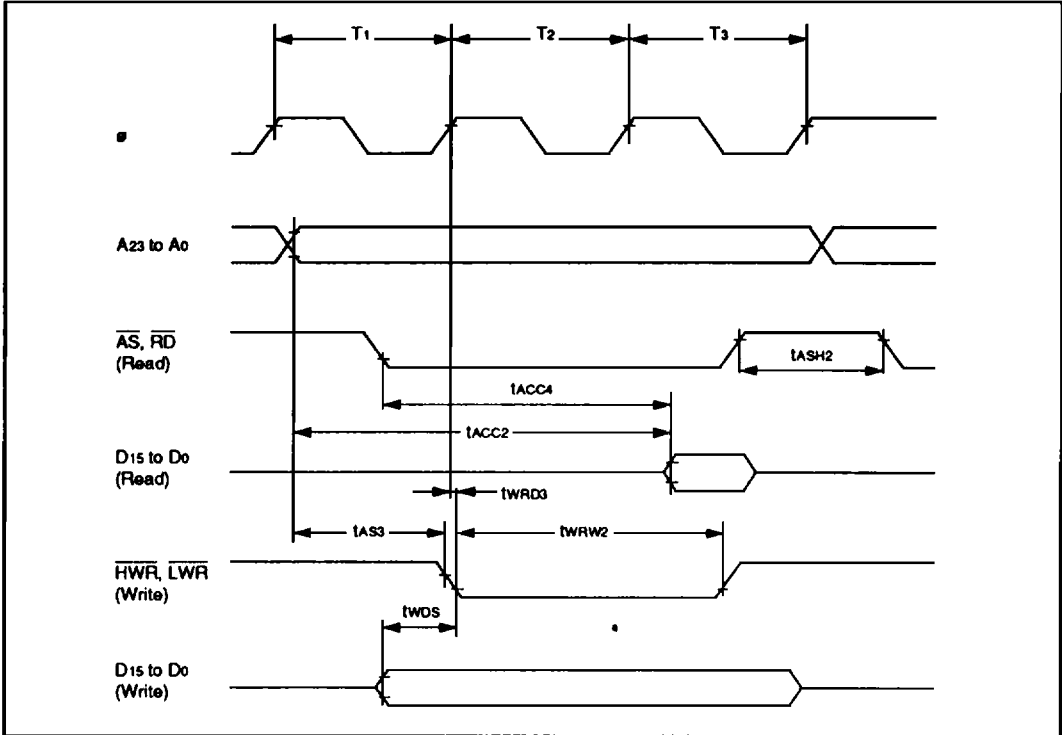 T1 T2 T3
ø
A23 to A0
AS, RD
(Read)
tASH2
tACC4
tACC2
D15 to D0
(Read)
tWRD3
tAS3 tWRW2
HWR, LWR
(Write)
tWDS
D15 to D0
(Write)